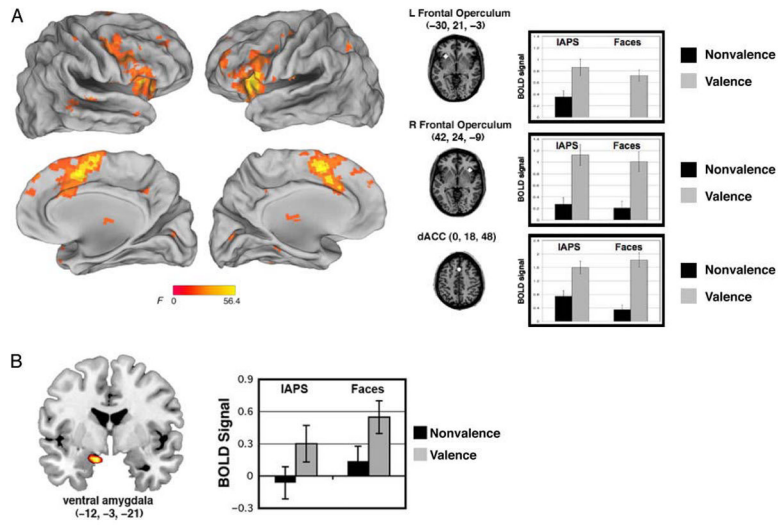 A
L Frontal Operculum
(−30, 21, −3)
IAPS Faces
BOLD signal
Nonvalence
Valence
R Frontal Operculum
(42, 24, −9)
IAPS Faces
BOLD signal
Nonvalence
Valence
dACC (0, 18, 48)
IAPS Faces
BOLD signal
Nonvalence
Valence
F 0 56.4
B
ventral amygdala
(−12, −3, −21)
IAPS Faces
BOLD Signal
0.9
0.6
0.3
0
−0.3
Nonvalence
Valence